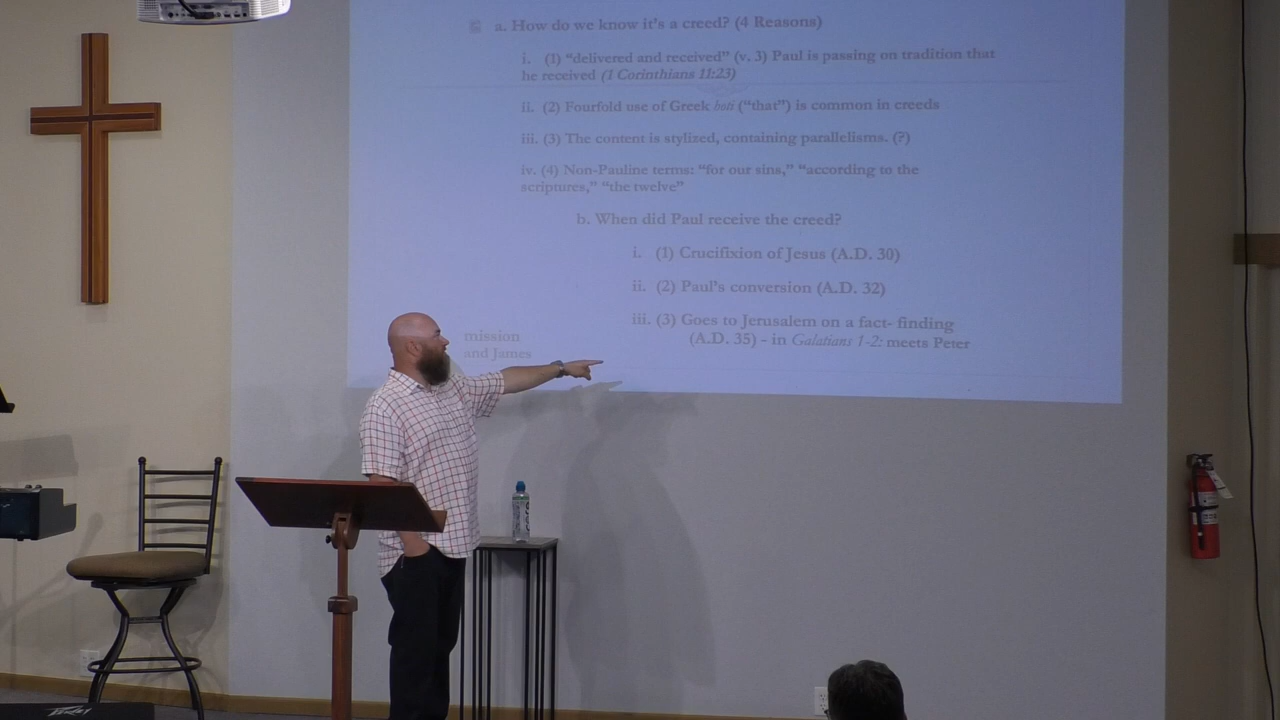 a. How do we know it's a creed? (4 Reasons)
i. (1) “delivered and received” (v. 3) Paul is passing on tradition that
he received (1 Corinthians 11:23)
ii. (2) Fourfold use of Greek hoti (“that”) is common in creeds
iii. (3) The content is stylized, containing parallelisms. (?)
iv. (4) Non-Pauline terms: “for our sins,” “according to the
scriptures,” “the twelve”
b. When did Paul receive the creed?
i. (1) Crucifixion of Jesus (A.D. 30)
ii. (2) Paul's conversion (A.D. 32)
iii. (3) Goes to Jerusalem on a fact- finding
mission
(A.D. 35) - in Galatians 1-2: meets Peter
and James
Peavey